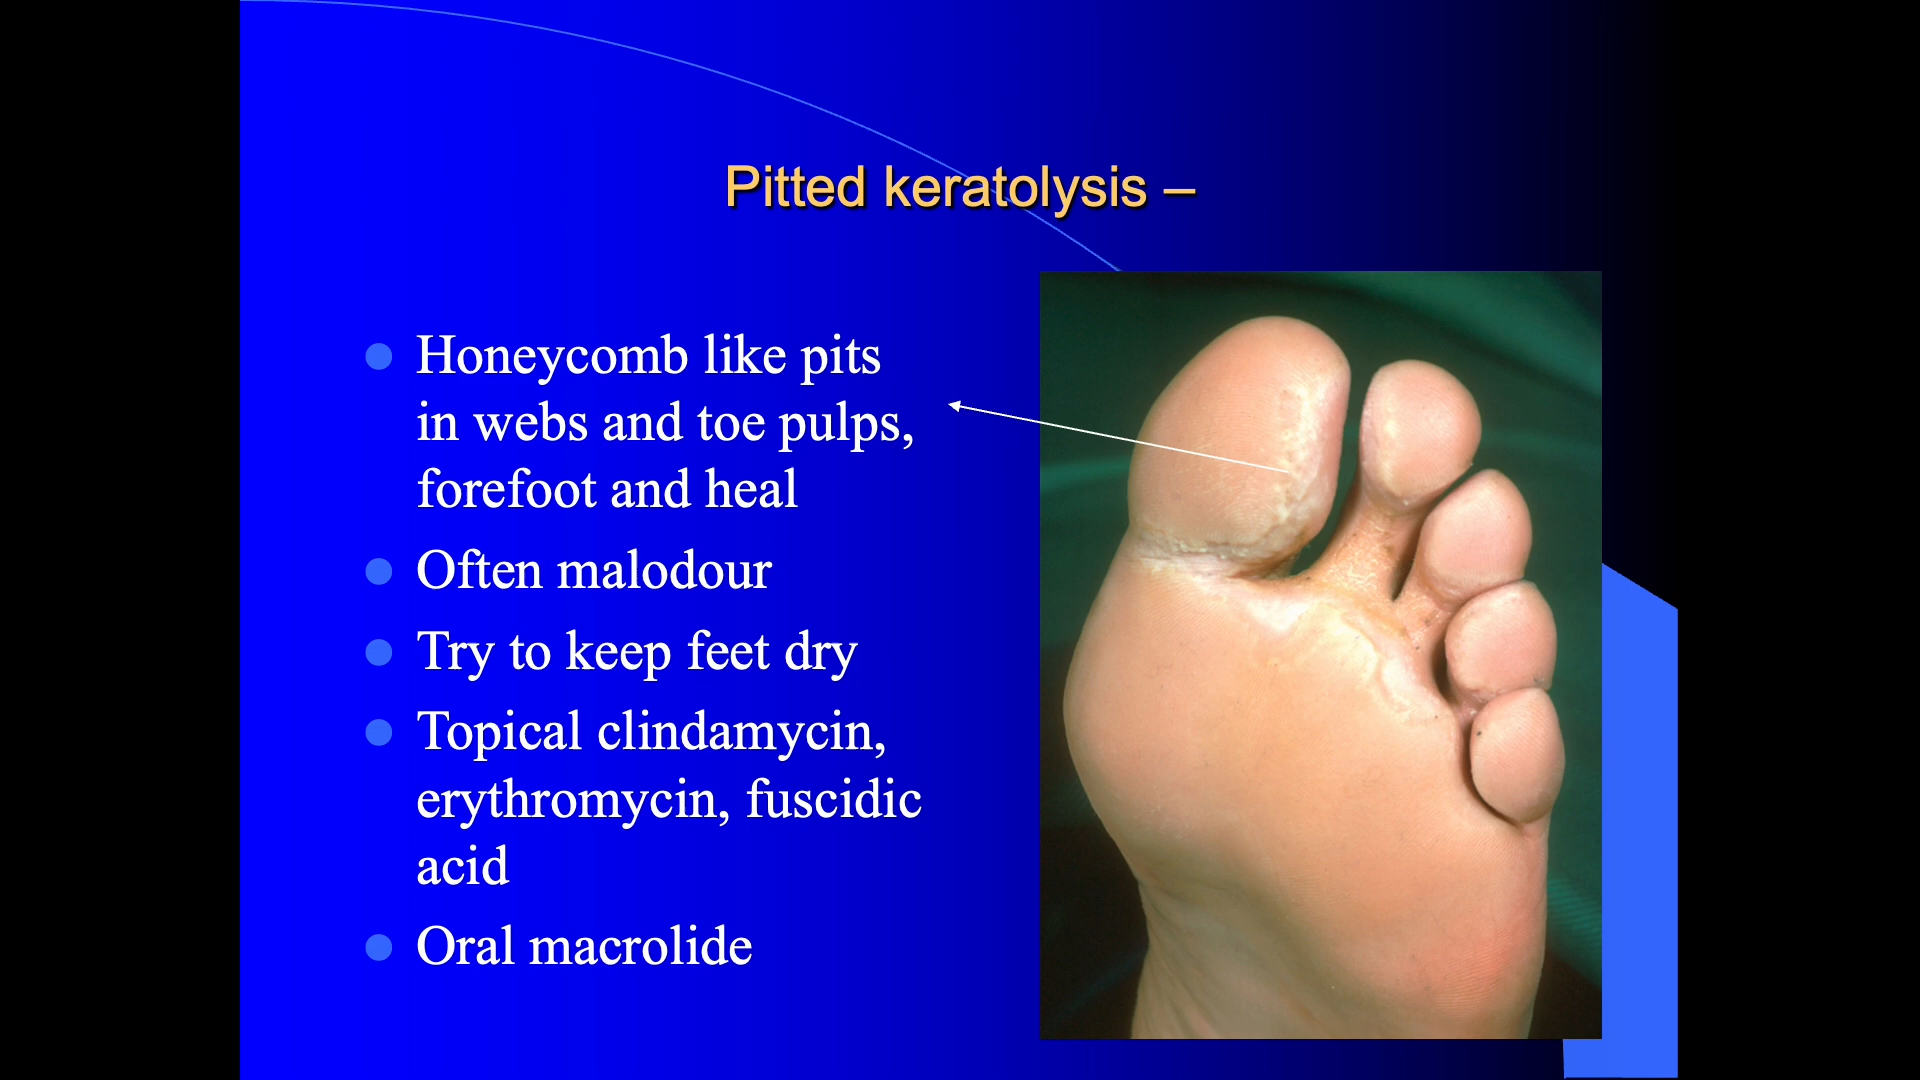 Pitted keratolysis –
Honeycomb like pits
in webs and toe pulps,
forefoot and heal
Often malodour
Try to keep feet dry
Topical clindamycin,
erythromycin, fuscidic
acid
Oral macrolide